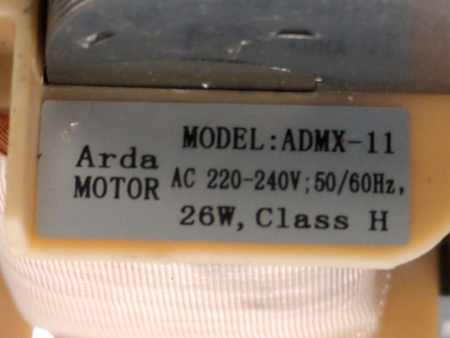 Arda
MOTOR
MODEL:ADMX-11
AC 220-240V;50/60Hz,
26W, Class H